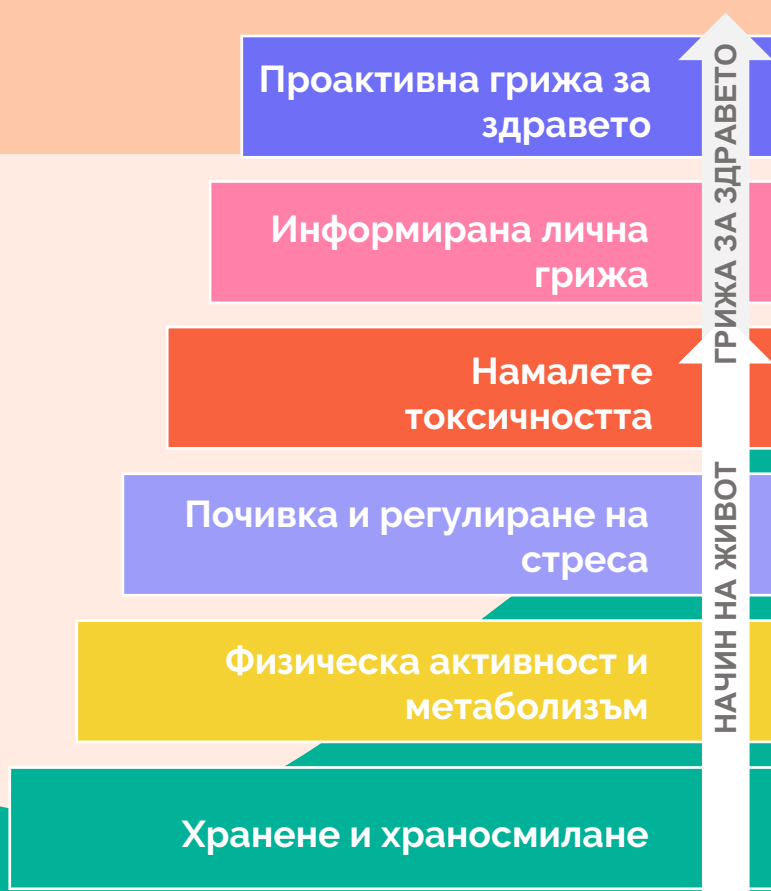 Проактивна грижа за
здравето
Информирана лична
грижа
Намалете
токсичността
Почивка и регулиране на
стреса
Физическа активност и
метаболизъм
Хранене и храносмилане
ГРИЖА ЗА ЗДРАВЕТО
НАЧИН НА ЖИВОТ